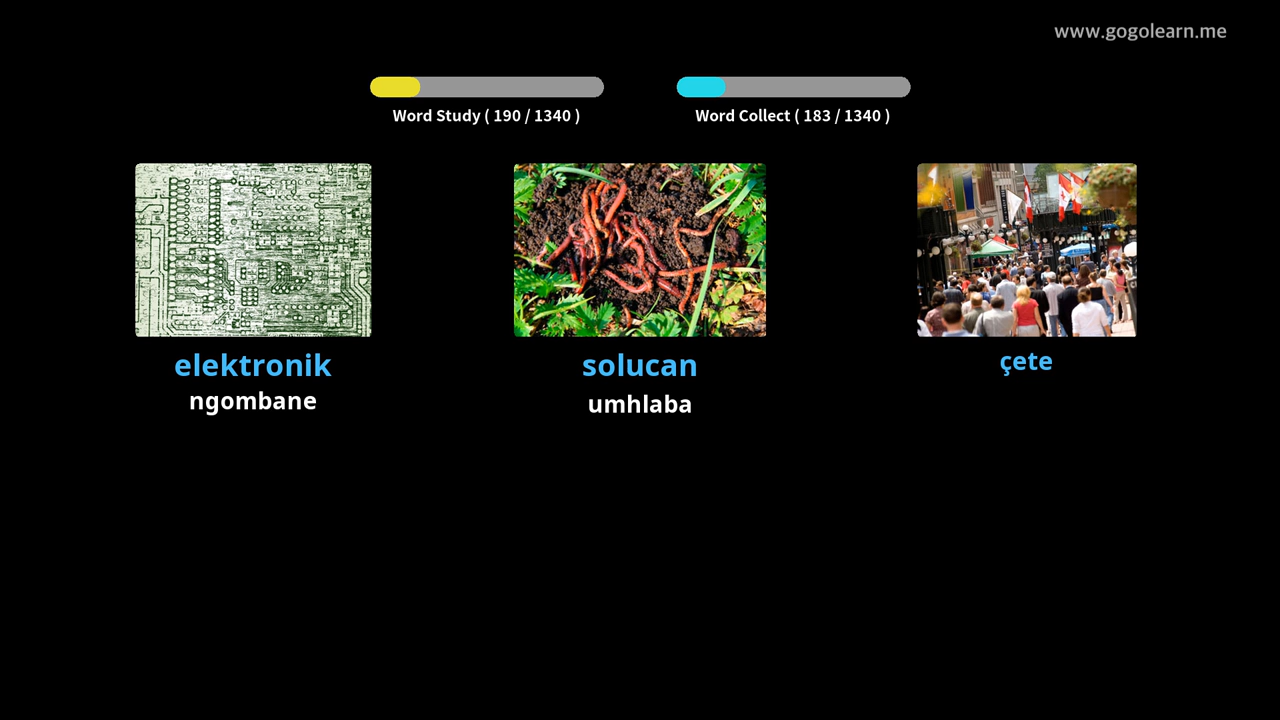 www.gogolearn.me
Word Study ( 190 / 1340 )
Word Collect ( 183 / 1340 )
elektronik
ngombane
solucan
umhlaba
çete